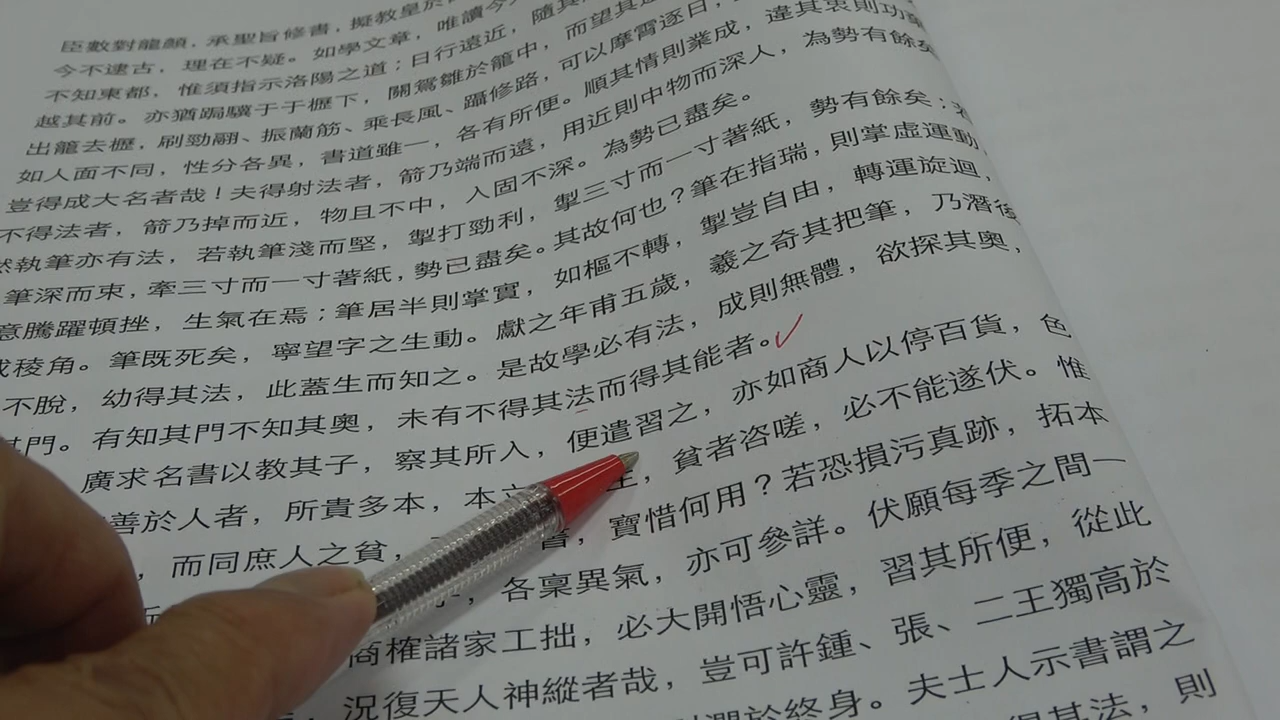 臣數對龍顏，承聖旨修書，擬教皇於
今不逮古，理在不疑。如學文章，唯讀今人
不知東都，惟須指示洛陽之道；日行遠近，隨其
越其前。亦猶跼驥于櫪下，關鵷雛於籠中，而望其
出籠去櫪，刷勁翮、振蘭筋、乘長風、躡修路，可以摩霄逐日，
如人面不同，性分各異，書道雖一，各有所便。順其情則業成，違其衷則功
豈得成大名者哉！夫得射法者，箭乃端而遠，用近則中物而深入，為勢有餘矣
不得法者，箭乃掉而近，物且不中，入固不深。為勢已盡矣。
然執筆亦有法，若執筆淺而堅，掣打勁利，掣三寸而一寸著紙，勢有餘矣；若
筆深而束，牽三寸而一寸著紙，勢已盡矣。其故何也？筆在指瑞，則掌虛運動，
意騰躍頓挫，生氣在焉；筆居半則掌實，如樞不轉，掣豈自由，轉運旋迴，
成稜角。筆既死矣，寧望字之生動。獻之年甫五歲，羲之奇其把筆，乃潛後
不脫，幼得其法，此蓋生而知之。是故學必有法，成則無體，欲探其奧，
其門。有知其門不知其奧，未有不得其法而得其能者。✓
廣求名書以教其子，察其所入，便遣習之，亦如商人以停百貨，色
善於人者，所貴多本，本立 ，貧者咨嗟，必不能遂伏。惟
，而同庶人之貧， ，寶惜何用？若恐損污真跡，拓本
，各稟異氣，亦可參詳。伏願每季之間一
商榷諸家工拙，必大開悟心靈，習其所便，從此
，況復天人神縱者哉，豈可許鍾、張、二王獨高於
於終身。夫士人示書謂之
得其法，則